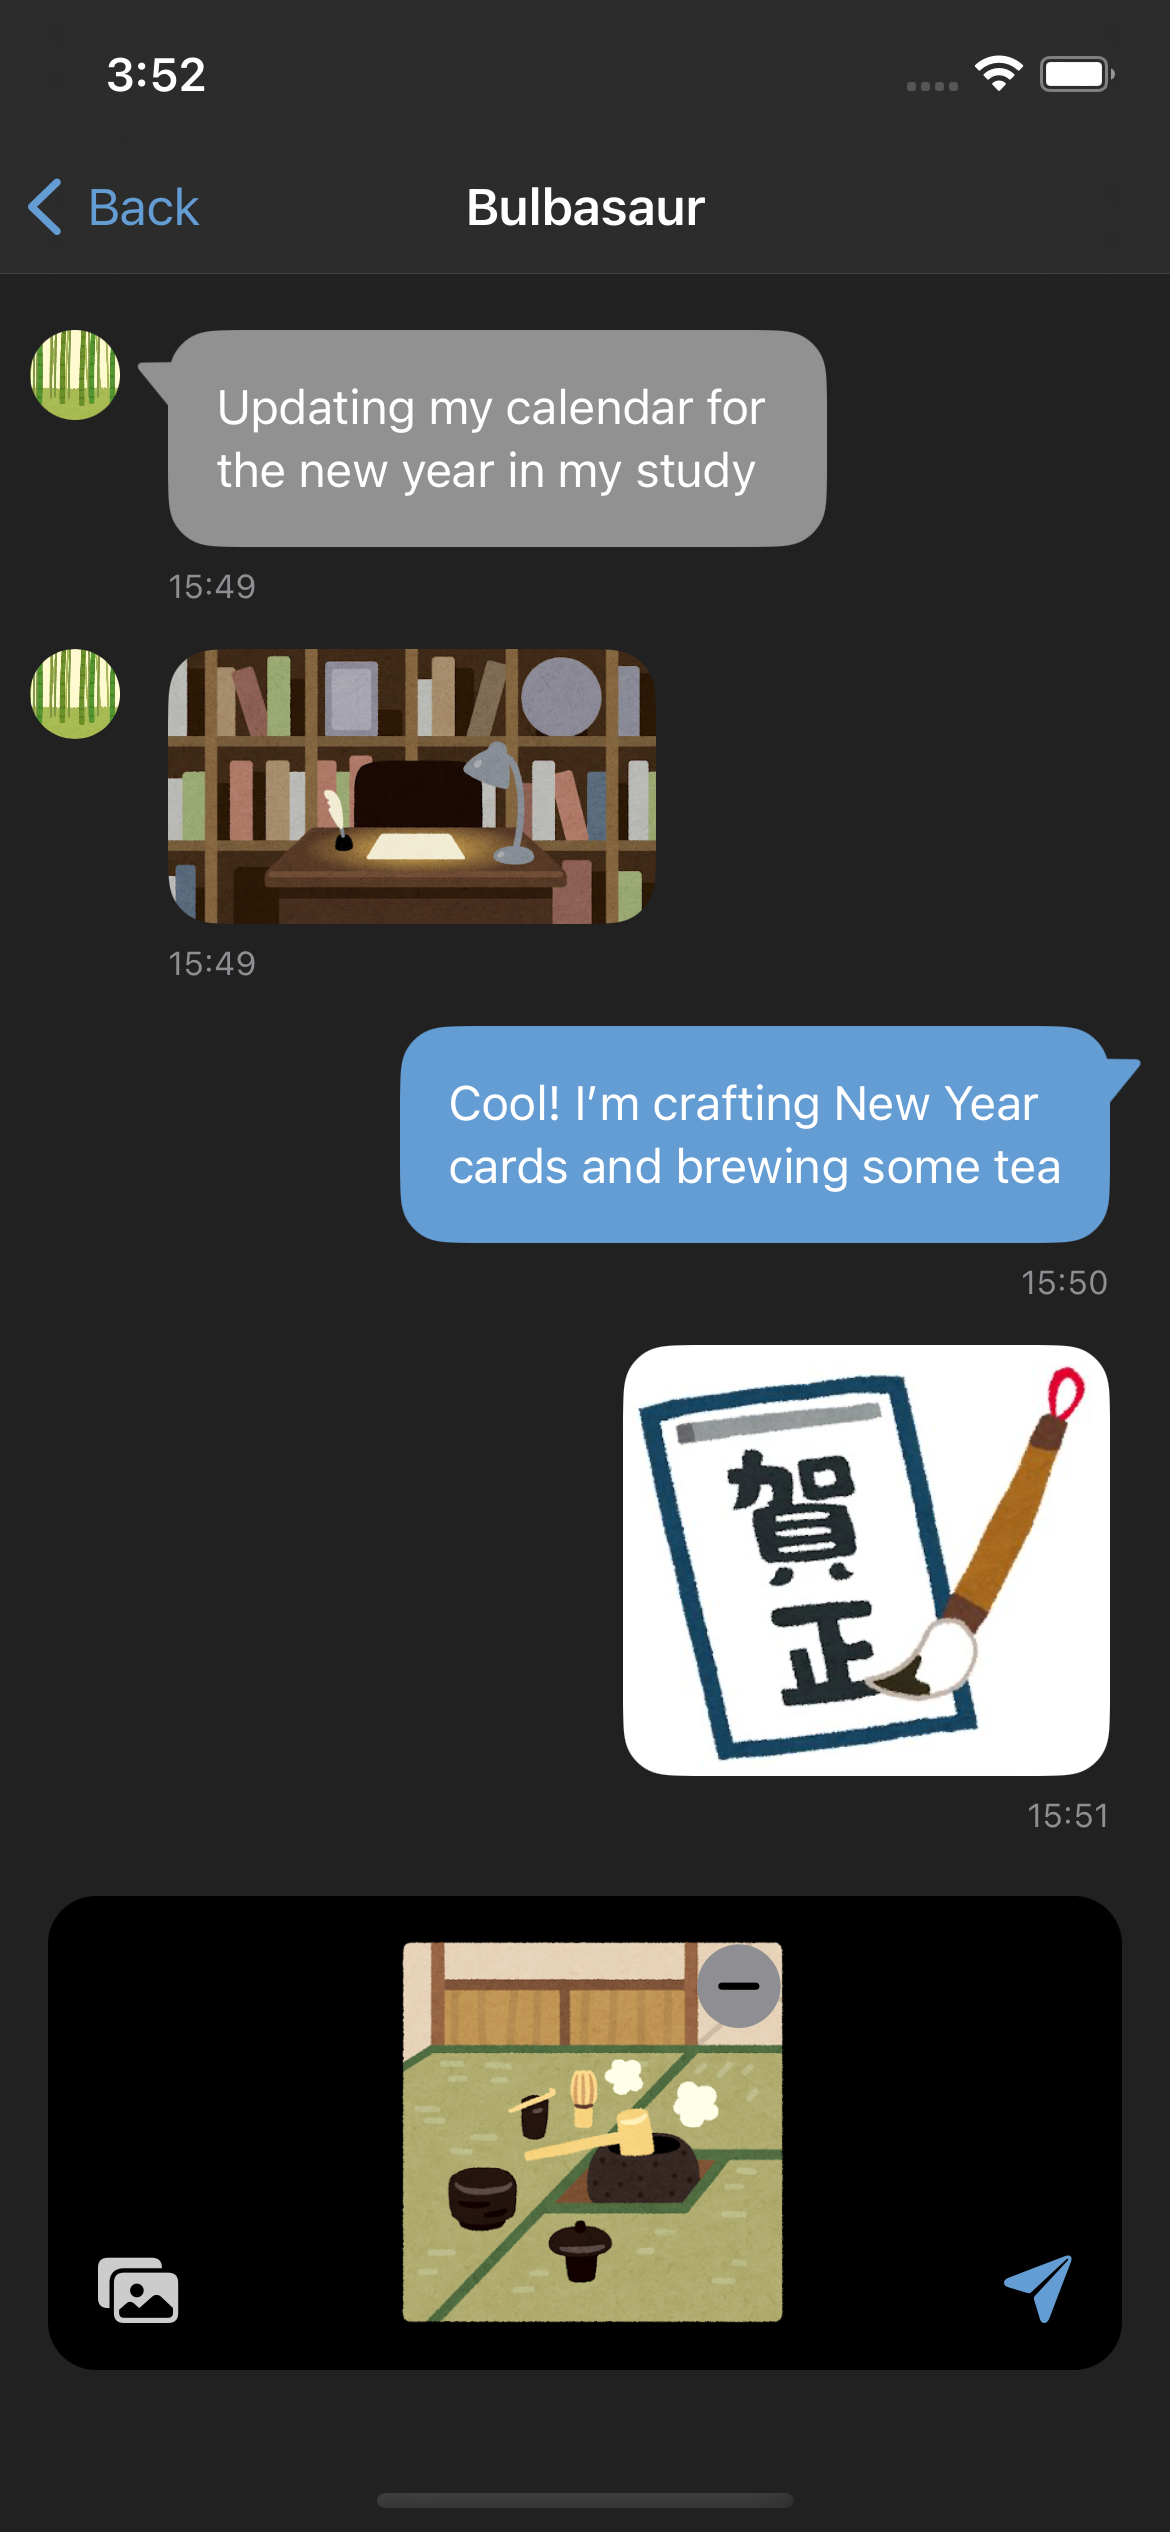 3:52
Back
Bulbasaur
Updating my calendar for
the new year in my study
15:49
15:49
Cool! I’m crafting New Year
cards and brewing some tea
15:50
賀
正
15:51